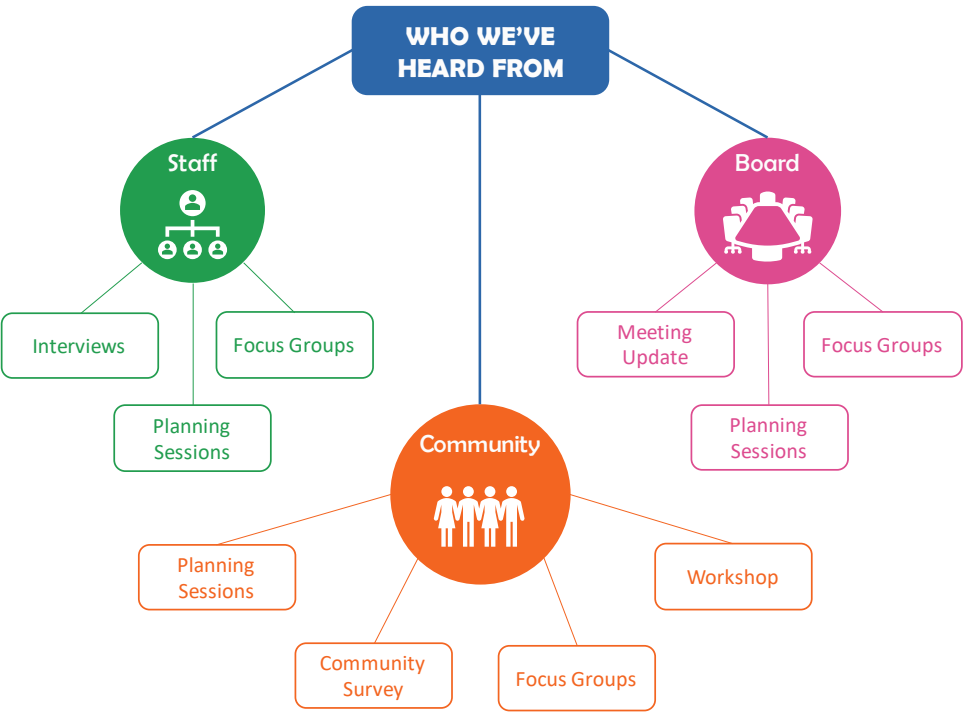 WHO WE'VE
HEARD FROM
Staff
Board
Interviews
Focus Groups
Planning
Sessions
Meeting
Update
Focus Groups
Planning
Sessions
Community
Planning
Sessions
Workshop
Community
Survey
Focus Groups